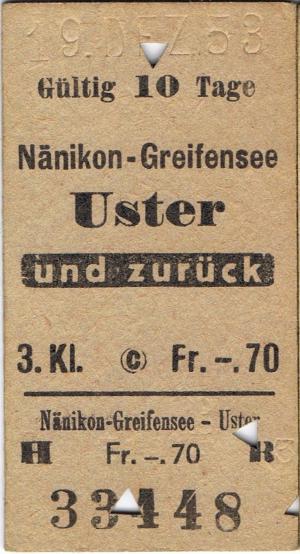 19.DEZ.53
Gültig 10 Tage
Nänikon-Greifensee
Uster
und zurück
3. Kl. (c) Fr. -.70
Nänikon-Greifensee - Uster
H Fr. -.70 R
33448